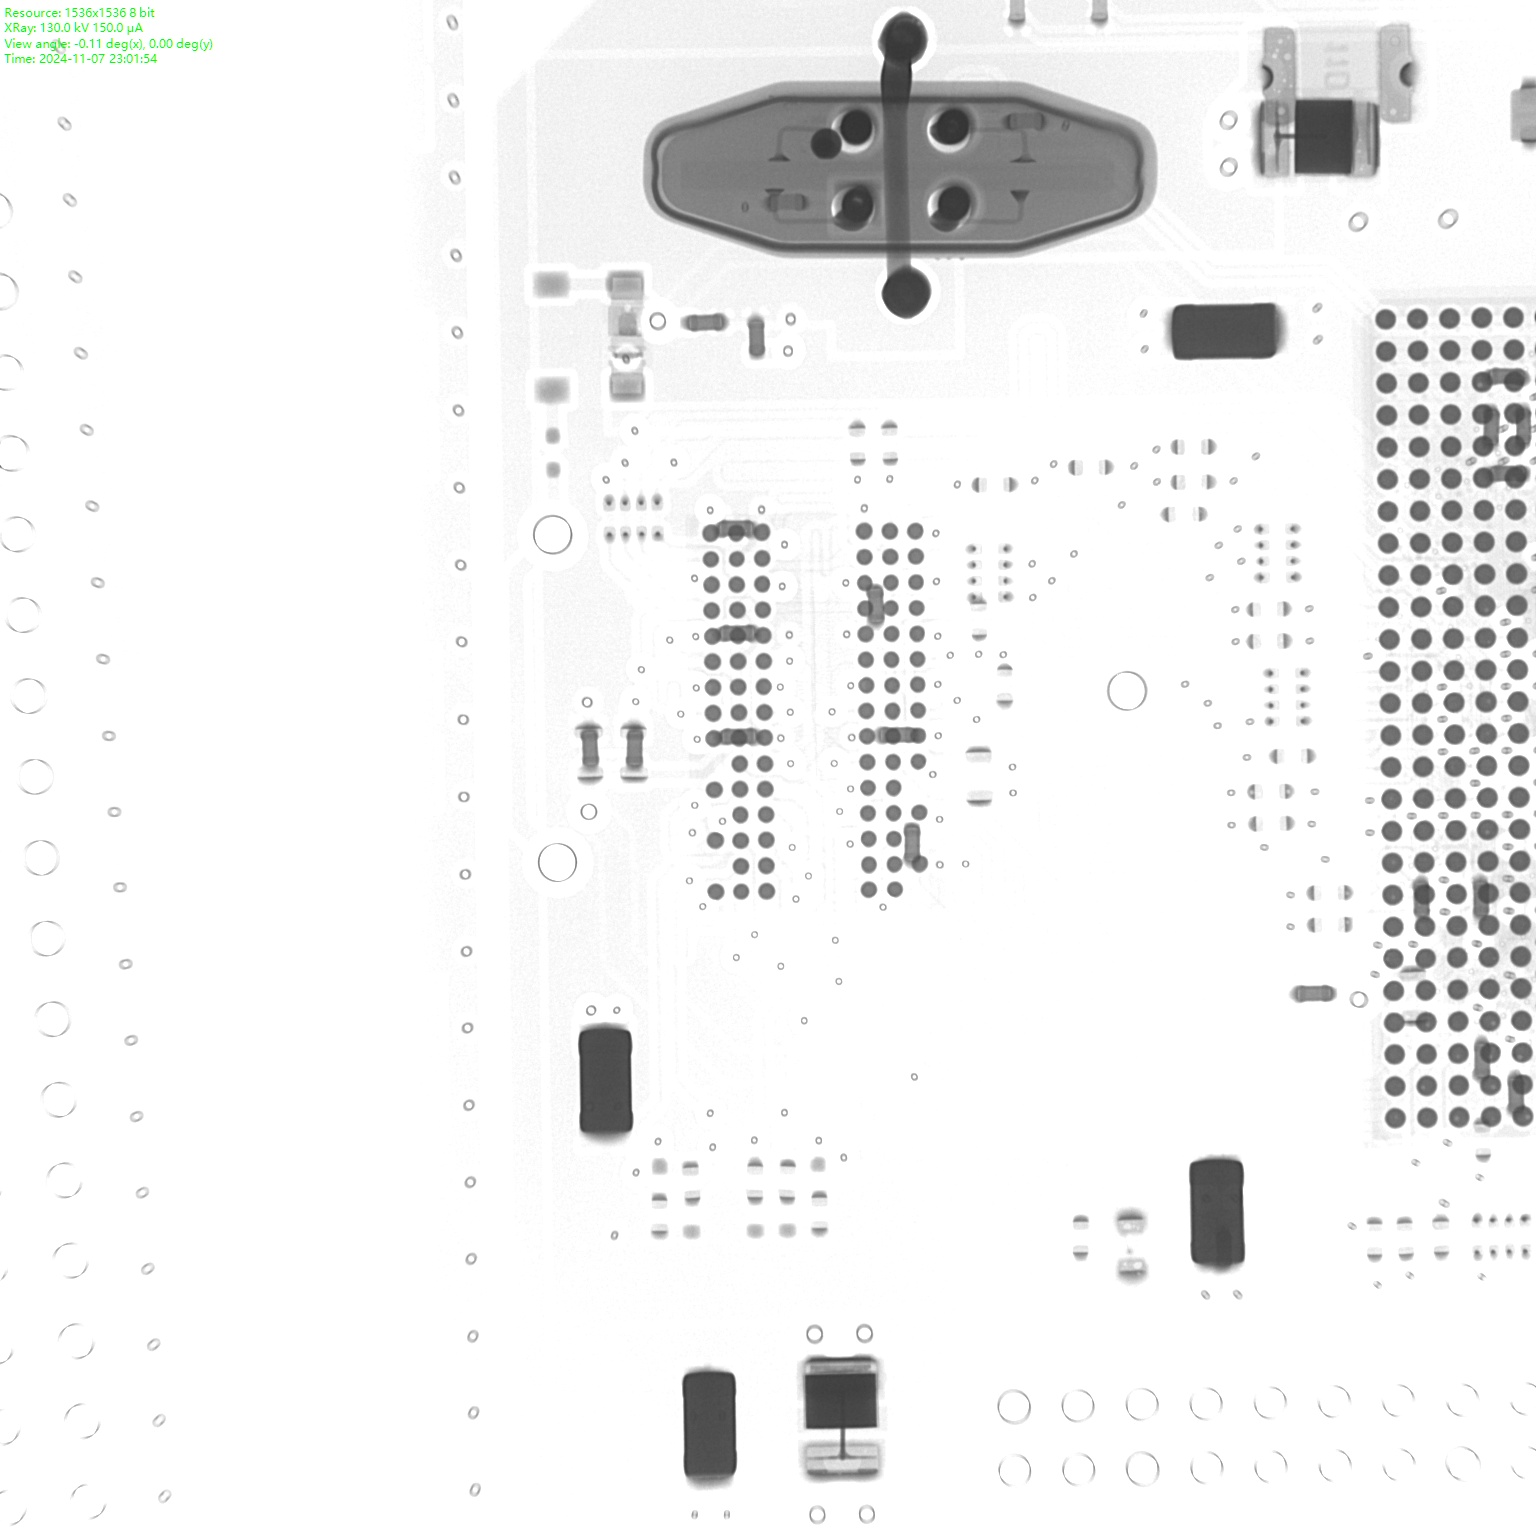 Resource: 1536x1536 8 bit
XRay: 130.0 kV 150.0 µA
View angle: -0.11 deg(x), 0.00 deg(y)
Time: 2024-11-07 23:01:54
110